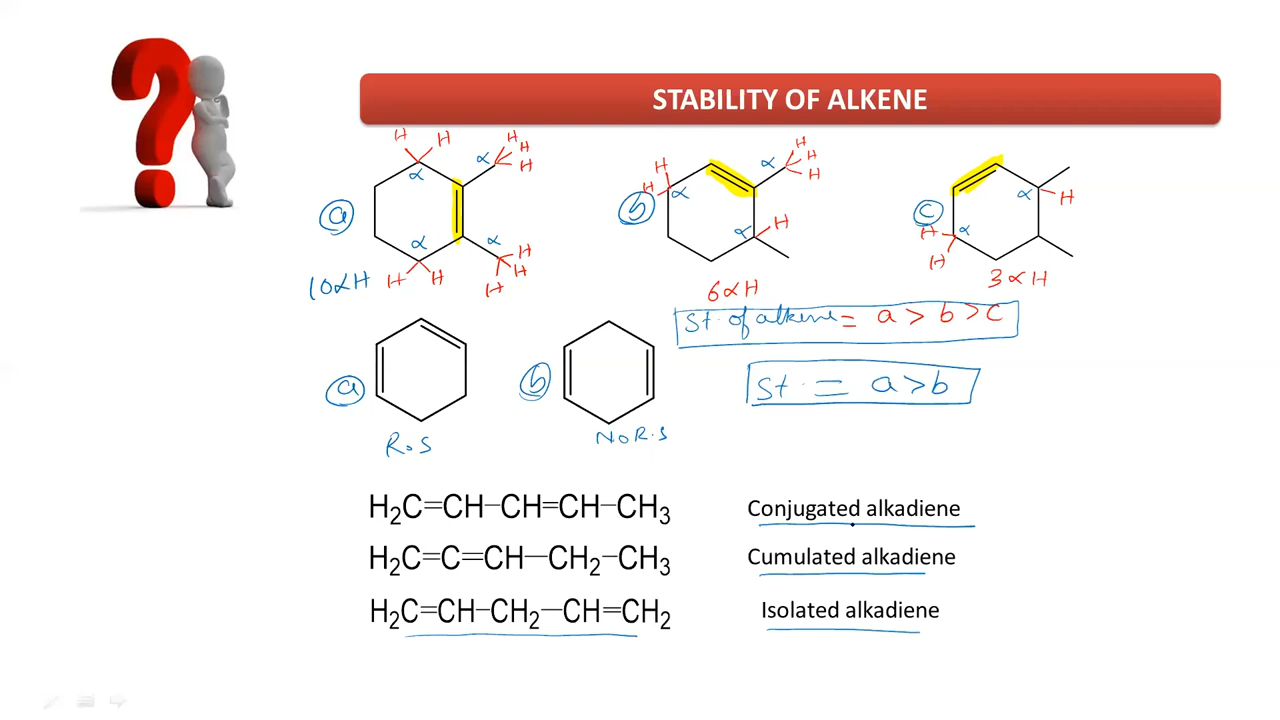 STABILITY OF ALKENE
H H α α H H H
ⓐ
α α H H H
10αH H H
H H α α H H H
ⓑ
α H
6αH
α H
ⓒ
H α H
3αH
St. of alkene = a > b > c
ⓐ
R.S
ⓑ
No R.S
St. = a > b
H2C=CH-CH=CH-CH3 Conjugated alkadiene
H2C=C=CH-CH2-CH3 Cumulated alkadiene
H2C=CH-CH2-CH=CH2 Isolated alkadiene